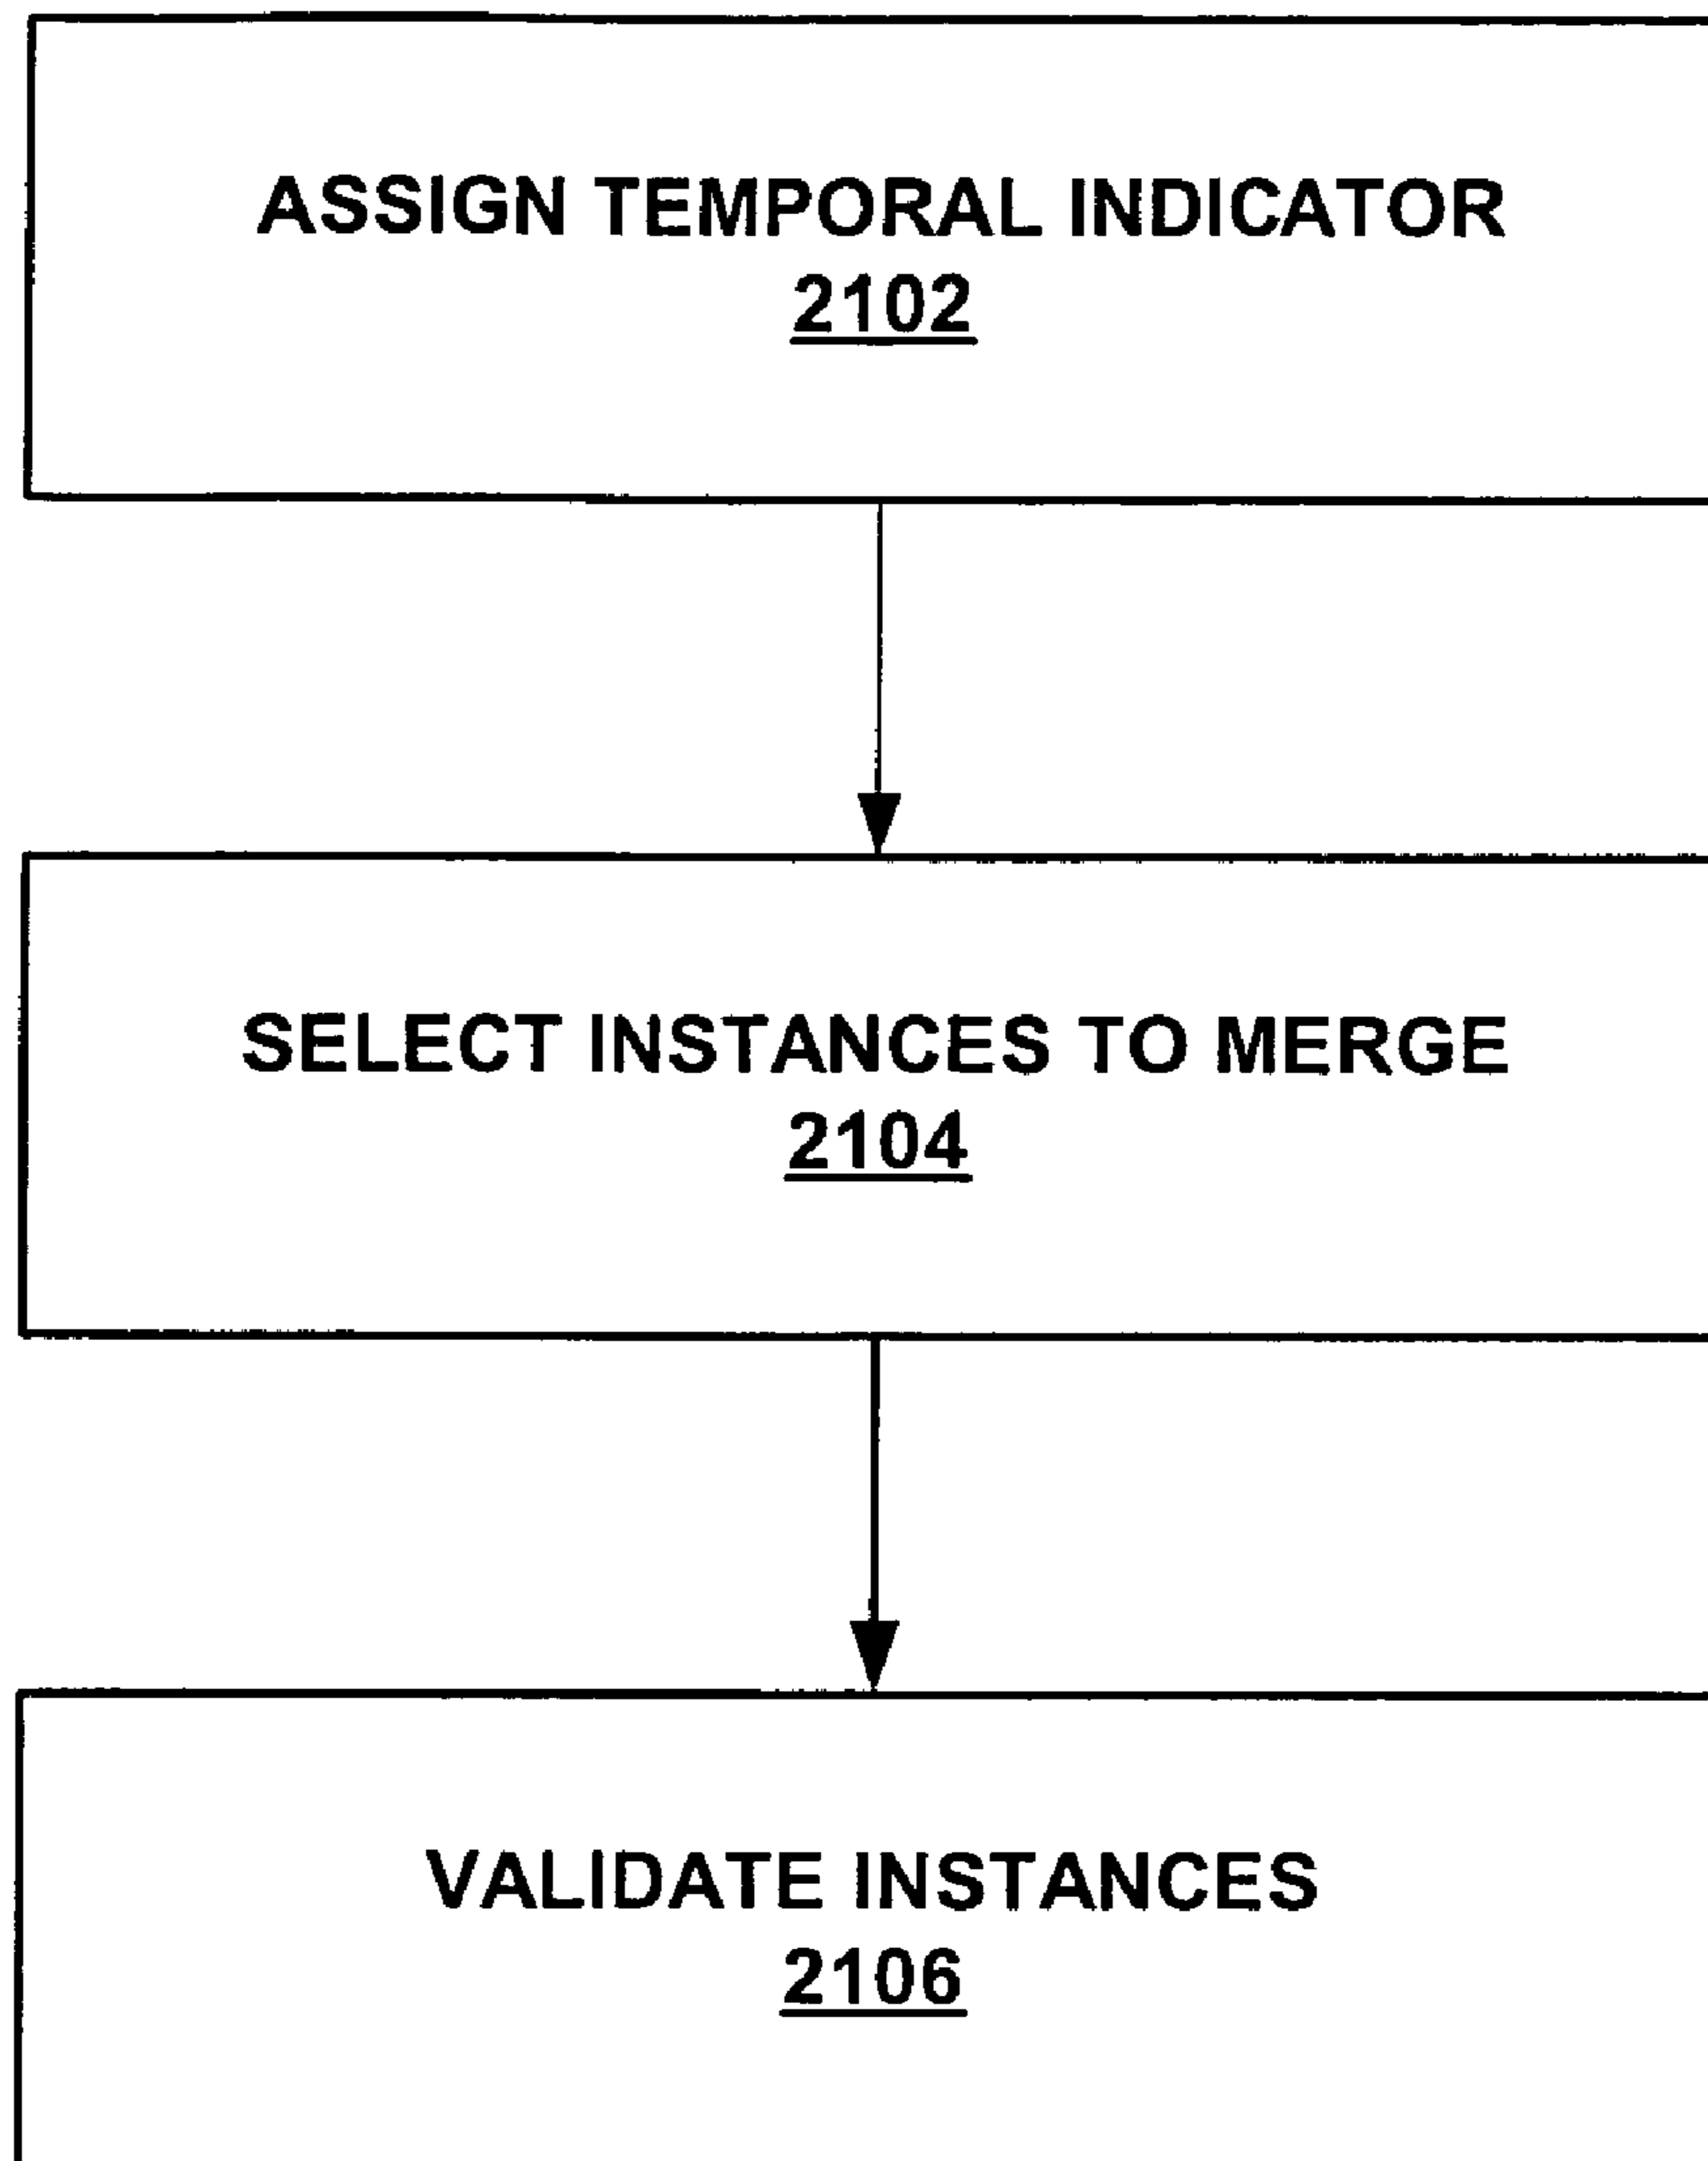 ASSIGN TEMPORAL INDICATOR
2102
SELECT INSTANCES TO MERGE
2104
VALIDATE INSTANCES
2106